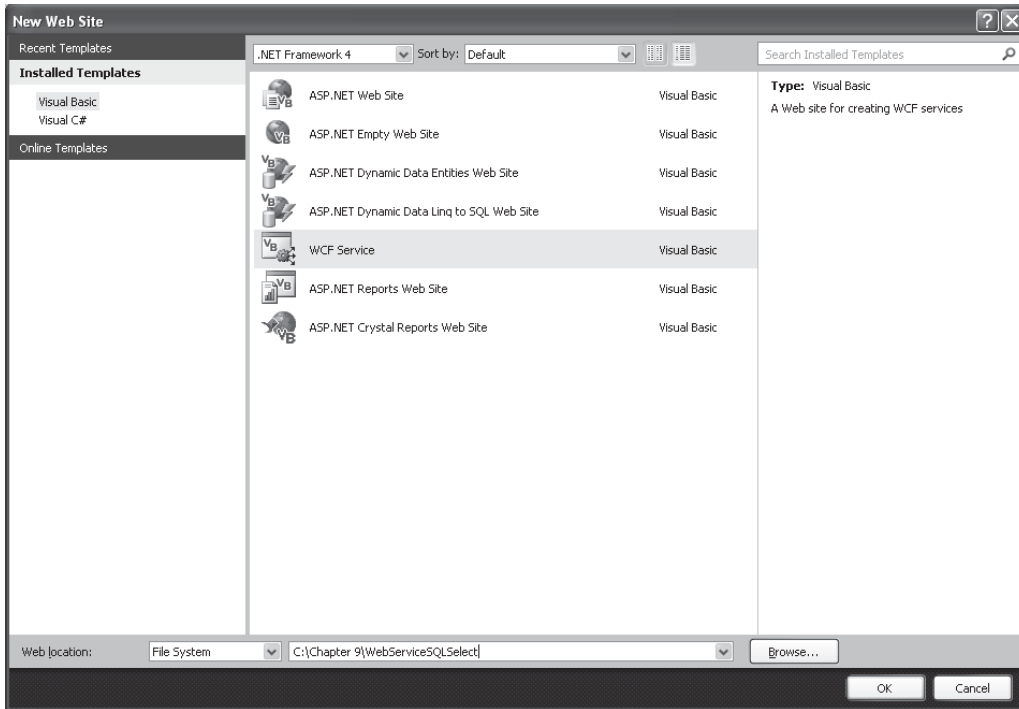 New Web Site
Recent Templates
Installed Templates
Visual Basic
Visual C#
Online Templates
.NET Framework 4
Sort by: Default
Search Installed Templates
ASP.NET Web Site Visual Basic
ASP.NET Empty Web Site Visual Basic
ASP.NET Dynamic Data Entities Web Site Visual Basic
ASP.NET Dynamic Data Linq to SQL Web Site Visual Basic
WCF Service Visual Basic
ASP.NET Reports Web Site Visual Basic
ASP.NET Crystal Reports Web Site Visual Basic
Type: Visual Basic
A Web site for creating WCF services
Web location: File System C:\Chapter 9\WebServiceSQLSelect Browse...
OK Cancel